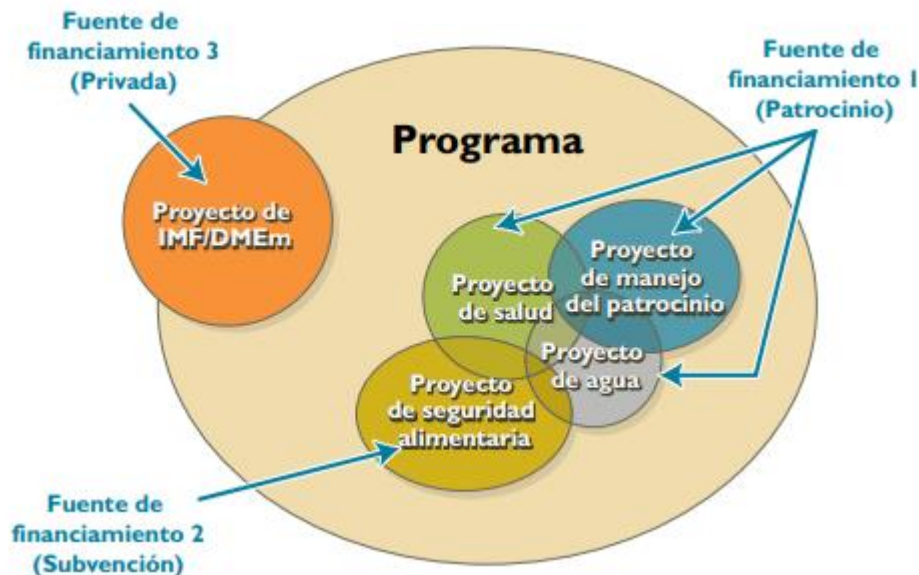 Fuente de
financiamiento 3
(Privada)
Fuente de
financiamiento 1
(Patrocinio)
Programa
Proyecto de
IMF/DMEm
Proyecto
de manejo
del patrocinio
Proyecto
de salud
Proyecto
de agua
Proyecto
de seguridad
alimentaria
Fuente de
financiamiento 2
(Subvención)